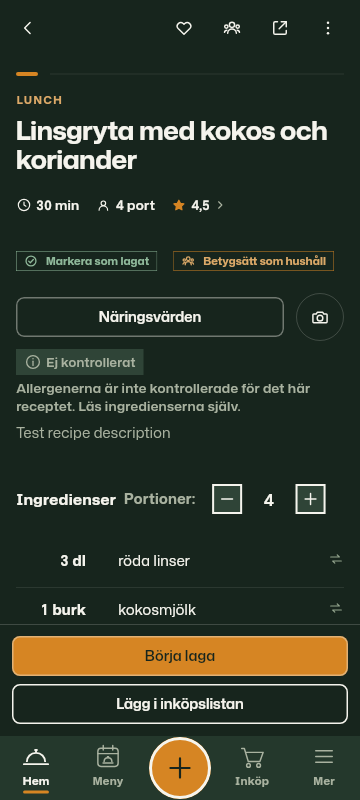 LUNCH
Linsgryta med kokos och
koriander
30 min 4 port 4,5
Markera som lagat Betygsätt som hushåll
Näringsvärden
Ej kontrollerat
Allergenerna är inte kontrollerade för det här
receptet. Läs ingredienserna själv.
Test recipe description
Ingredienser Portioner: 4
3 dl röda linser
1 burk kokosmjölk
Börja laga
Lägg i inköpslistan
Hem Meny Inköp Mer